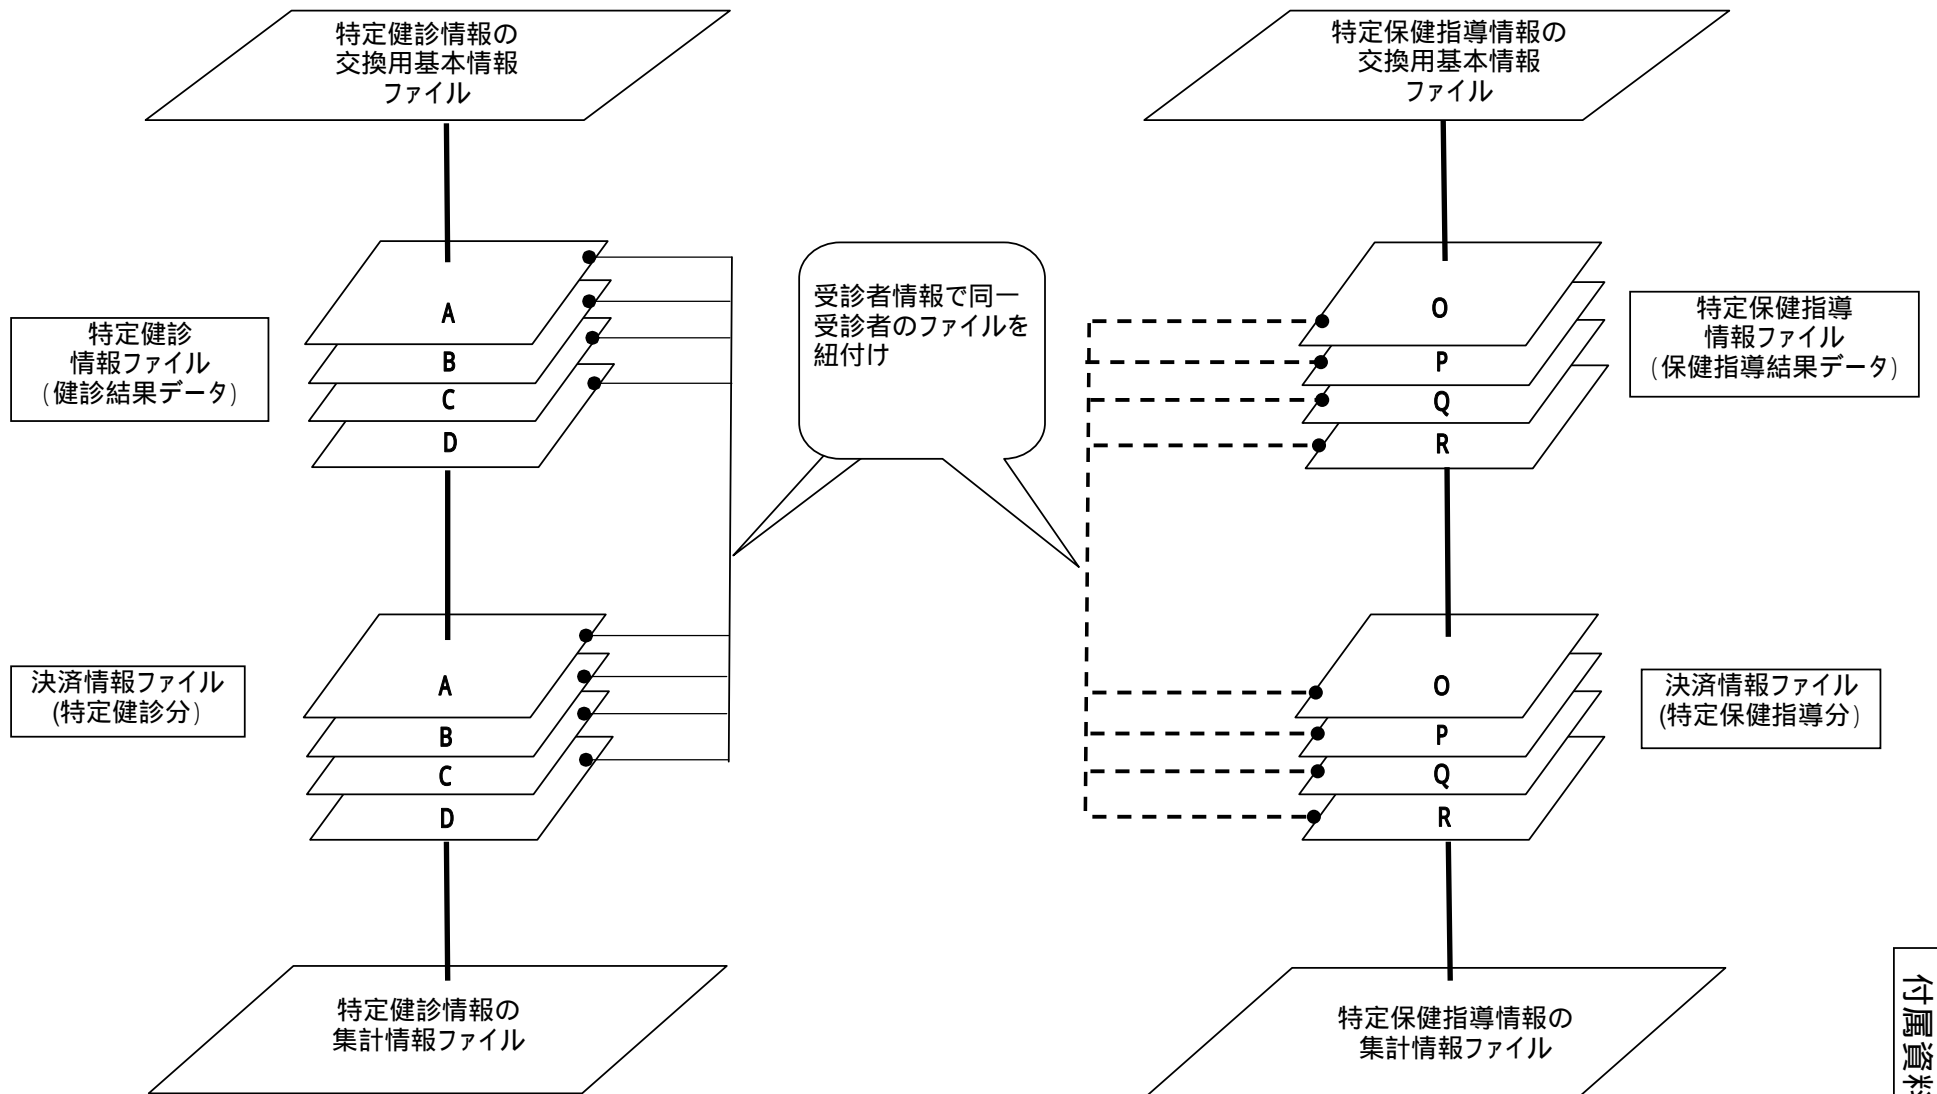 特定健診情報の
交換用基本情報
ファイル
特定保健指導情報の
交換用基本情報
ファイル
特定健診
情報ファイル
(健診結果データ)
A
B
C
D
受診者情報で同一
受診者のファイルを
紐付け
O
P
Q
R
特定保健指導
情報ファイル
(保健指導結果データ)
決済情報ファイル
(特定健診分)
A
B
C
D
O
P
Q
R
決済情報ファイル
(特定保健指導分)
特定健診情報の
集計情報ファイル
特定保健指導情報の
集計情報ファイル
付属資料